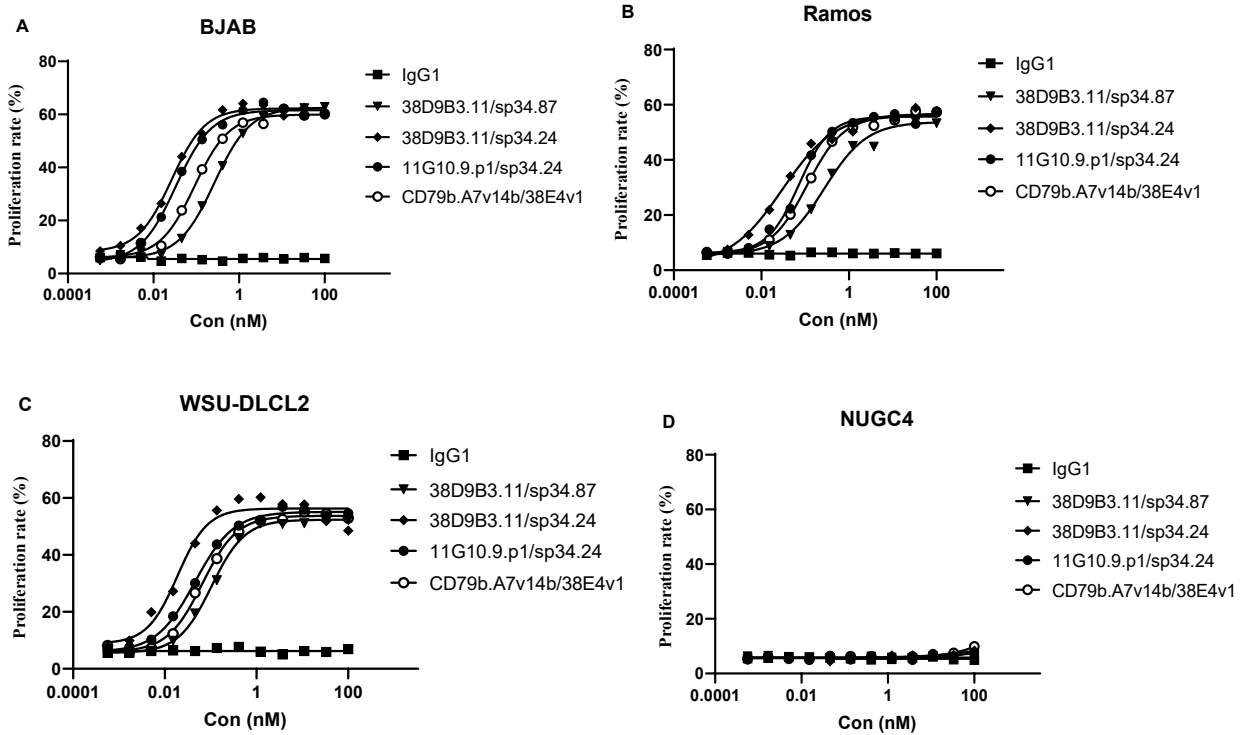 A
BJAB
Proliferation rate (%)
80
60
40
20
0
0.0001
0.01
1
100
Con (nM)
IgG1
38D9B3.11/sp34.87
38D9B3.11/sp34.24
11G10.9.p1/sp34.24
CD79b.A7v14b/38E4v1
B
Ramos
Proliferation rate (%)
80
60
40
20
0
0.0001
0.01
1
100
Con (nM)
IgG1
38D9B3.11/sp34.87
38D9B3.11/sp34.24
11G10.9.p1/sp34.24
CD79b.A7v14b/38E4v1
C
WSU-DLCL2
Proliferation rate (%)
80
60
40
20
0
0.0001
0.01
1
100
Con (nM)
IgG1
38D9B3.11/sp34.87
38D9B3.11/sp34.24
11G10.9.p1/sp34.24
CD79b.A7v14b/38E4v1
D
NUGC4
Proliferation rate (%)
80
60
40
20
0
0.0001
0.01
1
100
Con (nM)
IgG1
38D9B3.11/sp34.87
38D9B3.11/sp34.24
11G10.9.p1/sp34.24
CD79b.A7v14b/38E4v1